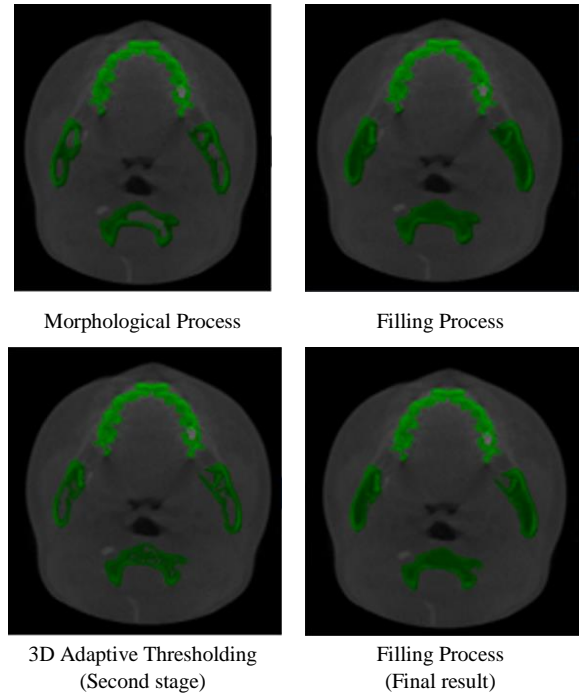 Morphological Process
Filling Process
3D Adaptive Thresholding
(Second stage)
Filling Process
(Final result)